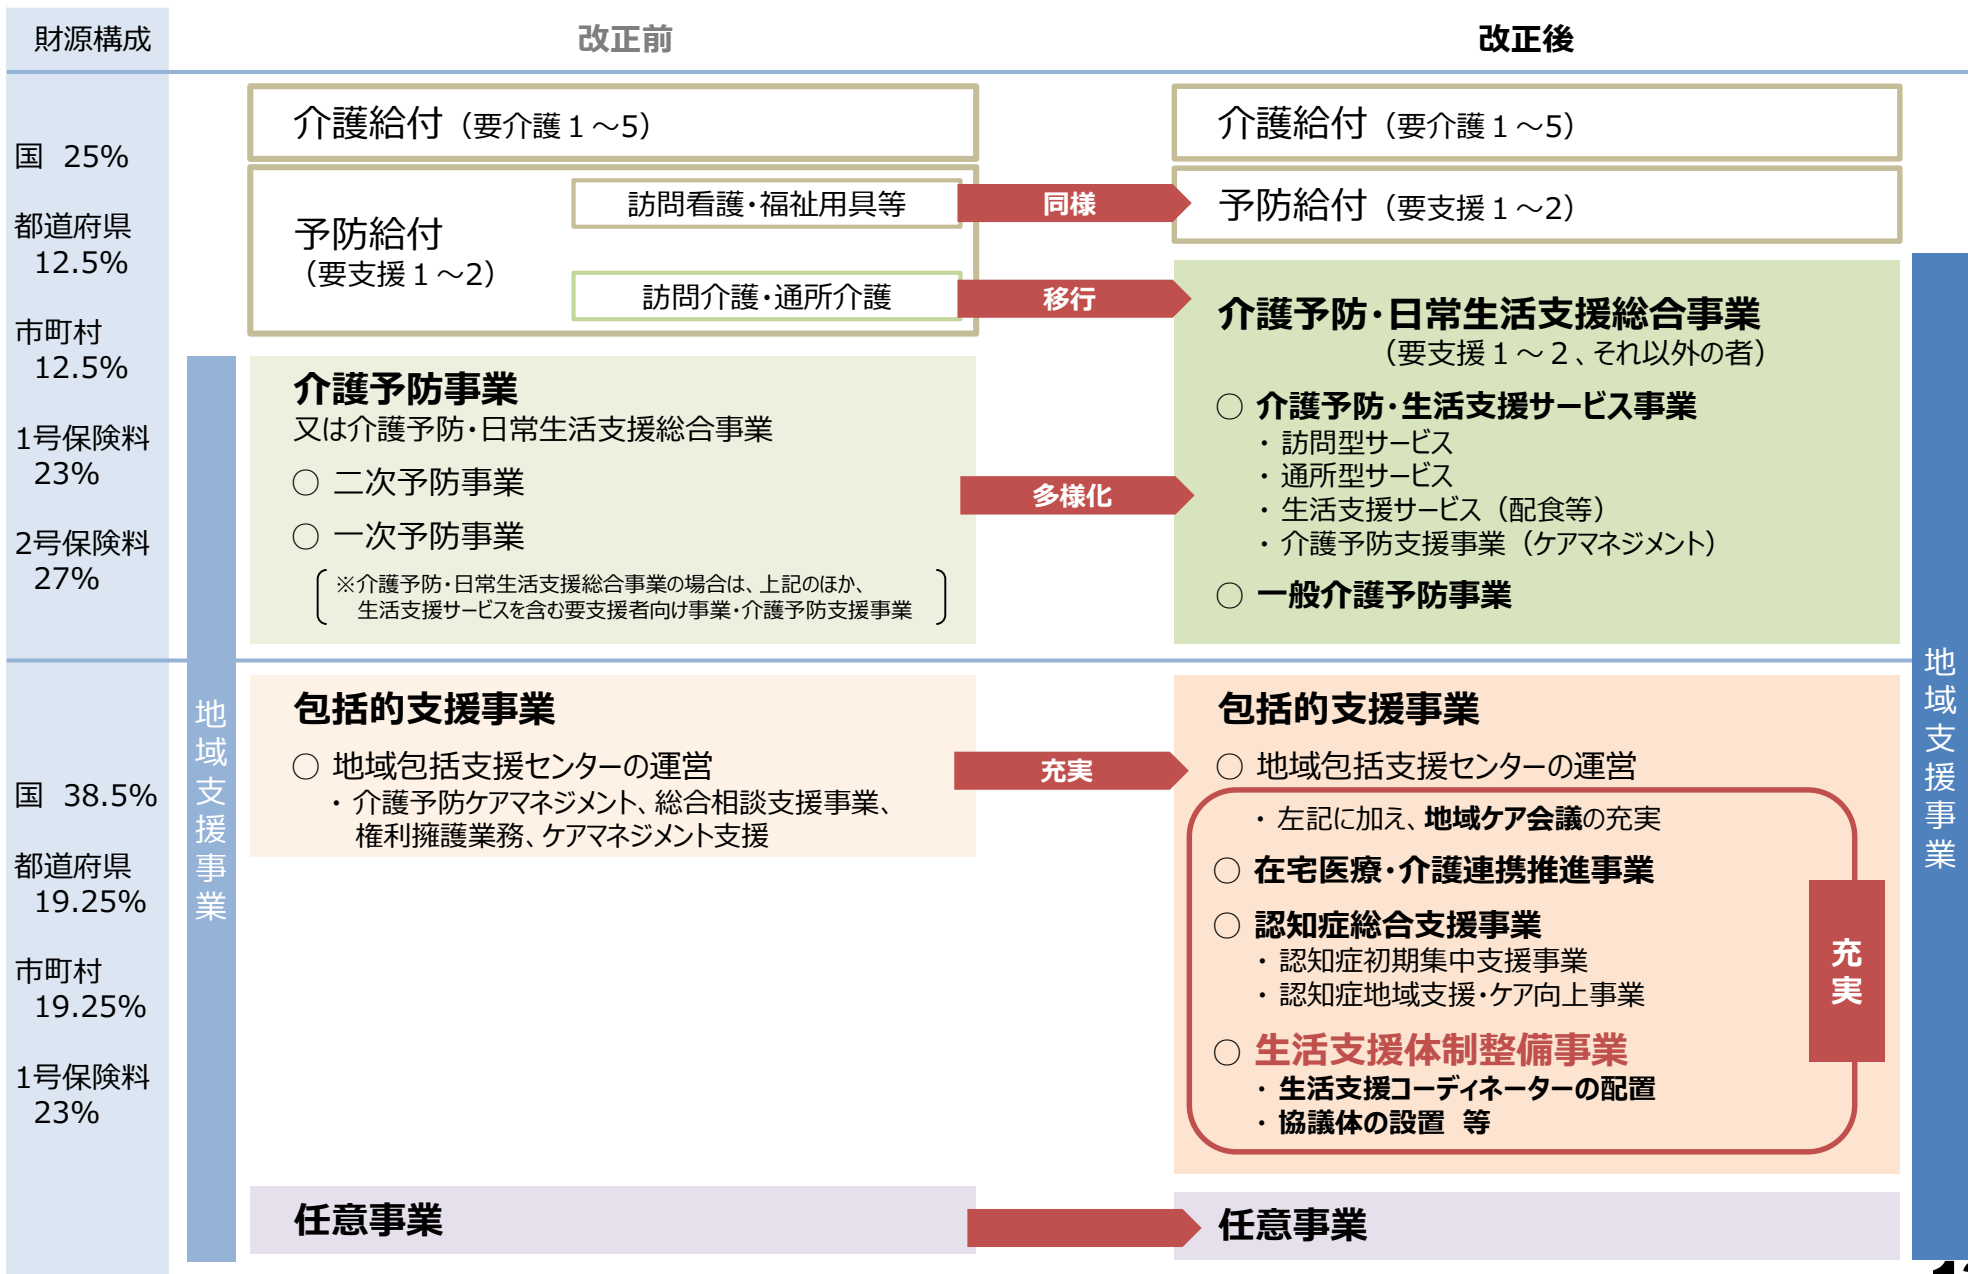 財源構成
改正前
改正後
国 25%
都道府県
12.5%
市町村
12.5%
1号保険料
23%
2号保険料
27%
国 38.5%
都道府県
19.25%
市町村
19.25%
1号保険料
23%
地域支援事業
介護給付（要介護１～5）
予防給付
（要支援１～2）
訪問看護・福祉用具等
訪問介護・通所介護
介護予防事業
又は介護予防・日常生活支援総合事業
○ 二次予防事業
○ 一次予防事業
※介護予防・日常生活支援総合事業の場合は、上記のほか、
生活支援サービスを含む要支援者向け事業・介護予防支援事業
包括的支援事業
○ 地域包括支援センターの運営
・ 介護予防ケアマネジメント、総合相談支援事業、
権利擁護業務、ケアマネジメント支援
任意事業
同様
移行
多様化
充実
介護給付（要介護１～5）
予防給付（要支援１～2）
介護予防・日常生活支援総合事業
（要支援１～２、それ以外の者）
○ 介護予防・生活支援サービス事業
・ 訪問型サービス
・ 通所型サービス
・ 生活支援サービス（配食等）
・ 介護予防支援事業（ケアマネジメント）
○ 一般介護予防事業
包括的支援事業
○ 地域包括支援センターの運営
・ 左記に加え、地域ケア会議の充実
○ 在宅医療・介護連携推進事業
○ 認知症総合支援事業
・ 認知症初期集中支援事業
・ 認知症地域支援・ケア向上事業
○ 生活支援体制整備事業
・ 生活支援コーディネーターの配置
・ 協議体の設置 等
充実
任意事業
地域支援事業